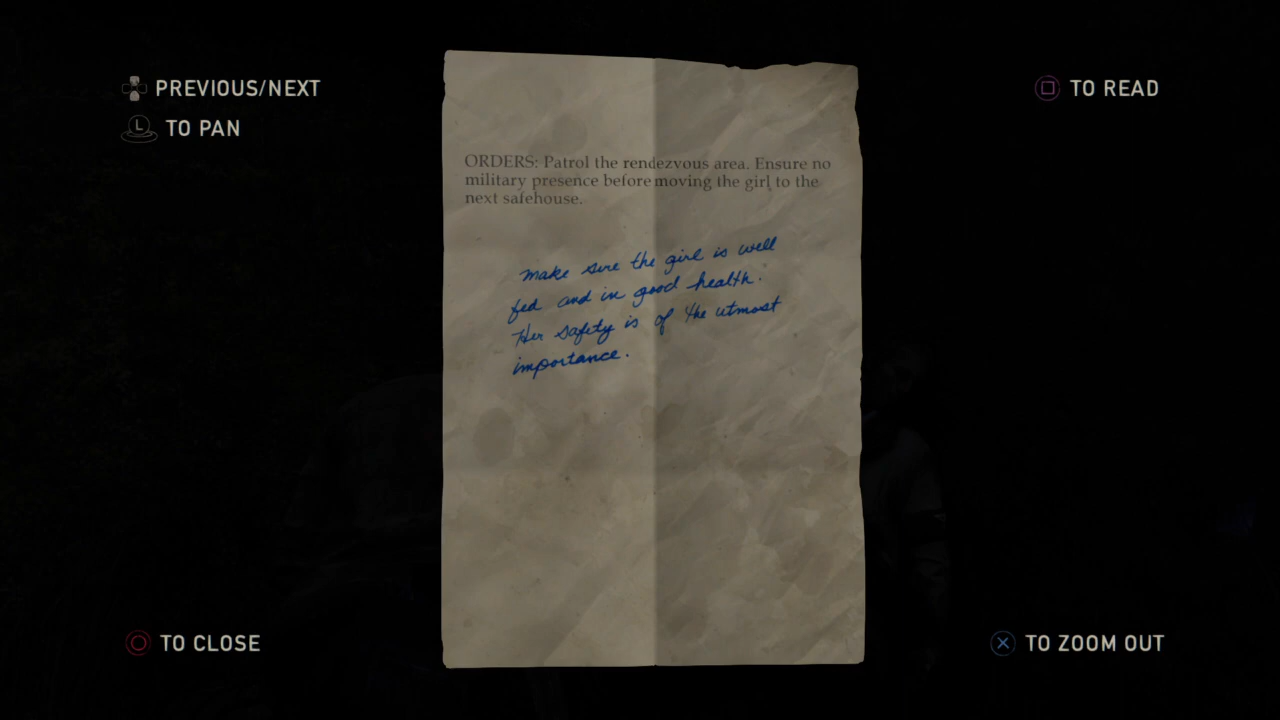 PREVIOUS/NEXT
L TO PAN
TO READ
ORDERS: Patrol the rendezvous area. Ensure no
military presence before moving the girl to the
next safehouse.
make sure the girl is well
fed and in good health.
Her safety is of the utmost
importance.
TO CLOSE
TO ZOOM OUT